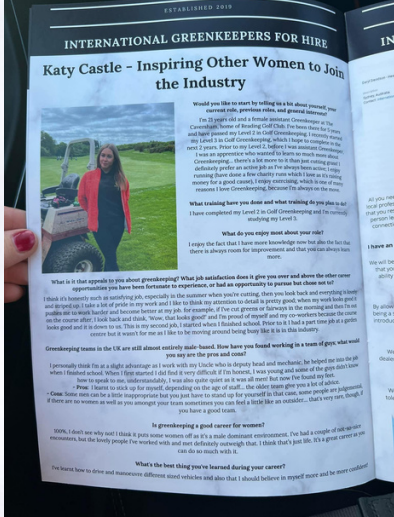 ESTABLISHED 2019
INTERNATIONAL GREENKEEPERS FOR HIRE
IN
Katy Castle - Inspiring Other Women to Join
the Industry
Would you like to start by telling us a bit about yourself, your
current role, previous roles, and general interests?
I'm 21 years old and a female assistant Greenkeeper at The
Caversham, home of Reading Golf Club. I've been there for 5 years
and have passed my Level 2 in Golf Greenkeeping. I recently started
my Level 3 in Golf Greenkeeping, which I hope to complete in the
next 2 years. Prior to my Level 2, before I was assistant Greenkeeper
I was an apprentice who wanted to learn so much more about
Greenkeeping... there's a lot more to it than just cutting grass! I
definitely prefer an active job as I've always been active, I enjoy
running (have done a few charity runs which I love as it's raising
money for a good cause), I enjoy exercising, which is one of many
reasons I love Greenkeeping, because I'm always on the move.
What training have you done and what training do you plan to do?
I have completed my Level 2 in Golf Greenkeeping and I'm currently
studying my Level 3.
What do you enjoy most about your role?
I enjoy the fact that I have more knowledge now but also the fact that
there is always room for improvement and that you can always learn
more.
What is it that appeals to you about greenkeeping? What job satisfaction does it give you over and above the other career
opportunities you have been fortunate to experience, or had an opportunity to pursue but chose not to?
I think it's honestly such as satisfying job, especially in the summer when you're cutting, then you look back and everything is
and striped up. I take a lot of pride in my work and I like to think my attention to detail is pretty good; when my work looks good it
pushes me to work harder and become better at my job. for example, if I've cut greens or fairways in the morning and then I'm out
on the course after, I look back and think, 'Wow, that looks good!' and I'm proud of myself and my co-workers because the course
looks good and it is down to us. This is my second job, I started when I finished school. Prior to it I had a part time job at a garden
centre but it wasn't for me as I like to be moving around being busy like it is in this industry.
Greenkeeping teams in the UK are still almost entirely male-based. How have you found working in a team of guys, what would
you say are the pros and cons?
I personally think I'm at a slight advantage as I work with my Uncle who is deputy head and mechanic; he helped me into the job
when I finished school. When I first started I did find it very difficult if I'm honest, I was young and some of the guys didn't know
how to speak to me, understandably, I was also quite quiet as it was all men! But now I've found my feet.
- Pros: I learnt to stick up for myself, depending on the age of staff... the older team give you a lot of advice.
- Cons: Some men can be a little inappropriate but you just have to stand up for yourself in that case, some people are judgmental,
if there are no women as well as you amongst your team sometimes you can feel a little like an outsider... that's very rare, though, if
you have a good team.
Is greenkeeping a good career for women?
100%, I don't see why not! I think it puts some women off as it's a male dominant environment. I've had a couple of
encounters, but the lovely people I've worked with and met definitely outweigh that. I think that's just life. It's a great career as you
can do so much with it.
What's the best thing you've learned during your career?
I've learnt how to drive and manoeuvre different sized vehicles and also that I should believe in myself more and be more confident